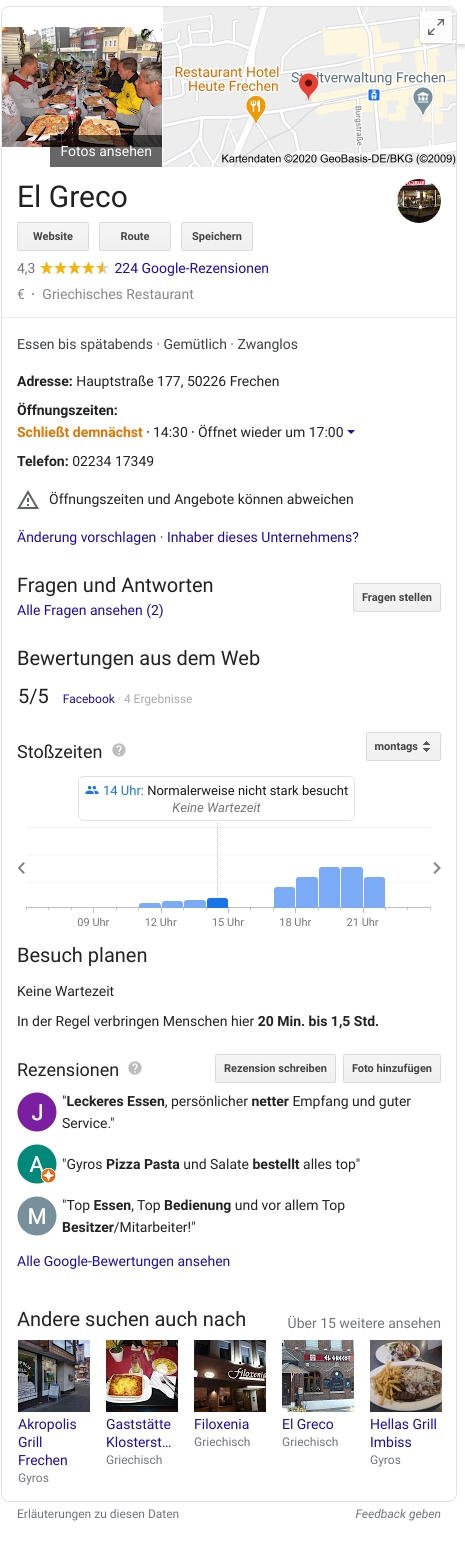 Restaurant Hotel
Heute Frechen
Stadtverwaltung Frechen
Burgstraße
Fotos ansehen
Kartendaten ©2020 GeoBasis-DE/BKG (©2009)
El Greco
Website Route Speichern
4,3 224 Google-Rezensionen
€ · Griechisches Restaurant
Essen bis spätabends · Gemütlich · Zwanglos
Adresse: Hauptstraße 177, 50226 Frechen
Öffnungszeiten:
Schließt demnächst · 14:30 · Öffnet wieder um 17:00
Telefon: 02234 17349
Öffnungszeiten und Angebote können abweichen
Änderung vorschlagen · Inhaber dieses Unternehmens?
Fragen und Antworten
Alle Fragen ansehen (2)
Fragen stellen
Bewertungen aus dem Web
5/5 Facebook · 4 Ergebnisse
Stoßzeiten ?
montags
14 Uhr: Normalerweise nicht stark besucht
Keine Wartezeit
09 Uhr 12 Uhr 15 Uhr 18 Uhr 21 Uhr
Besuch planen
Keine Wartezeit
In der Regel verbringen Menschen hier 20 Min. bis 1,5 Std.
Rezensionen ? Rezension schreiben Foto hinzufügen
J "Leckeres Essen, persönlicher netter Empfang und guter
Service."
A "Gyros Pizza Pasta und Salate bestellt alles top"
M "Top Essen, Top Bedienung und vor allem Top
Besitzer/Mitarbeiter!"
Alle Google-Bewertungen ansehen
Andere suchen auch nach Über 15 weitere ansehen
Filoxenia
EL GRECO
Akropolis
Grill
Frechen
Gyros
Gaststätte
Klosterst...
Griechisch
Filoxenia
Griechisch
El Greco
Griechisch
Hellas Grill
Imbiss
Gyros
Erläuterungen zu diesen Daten Feedback geben